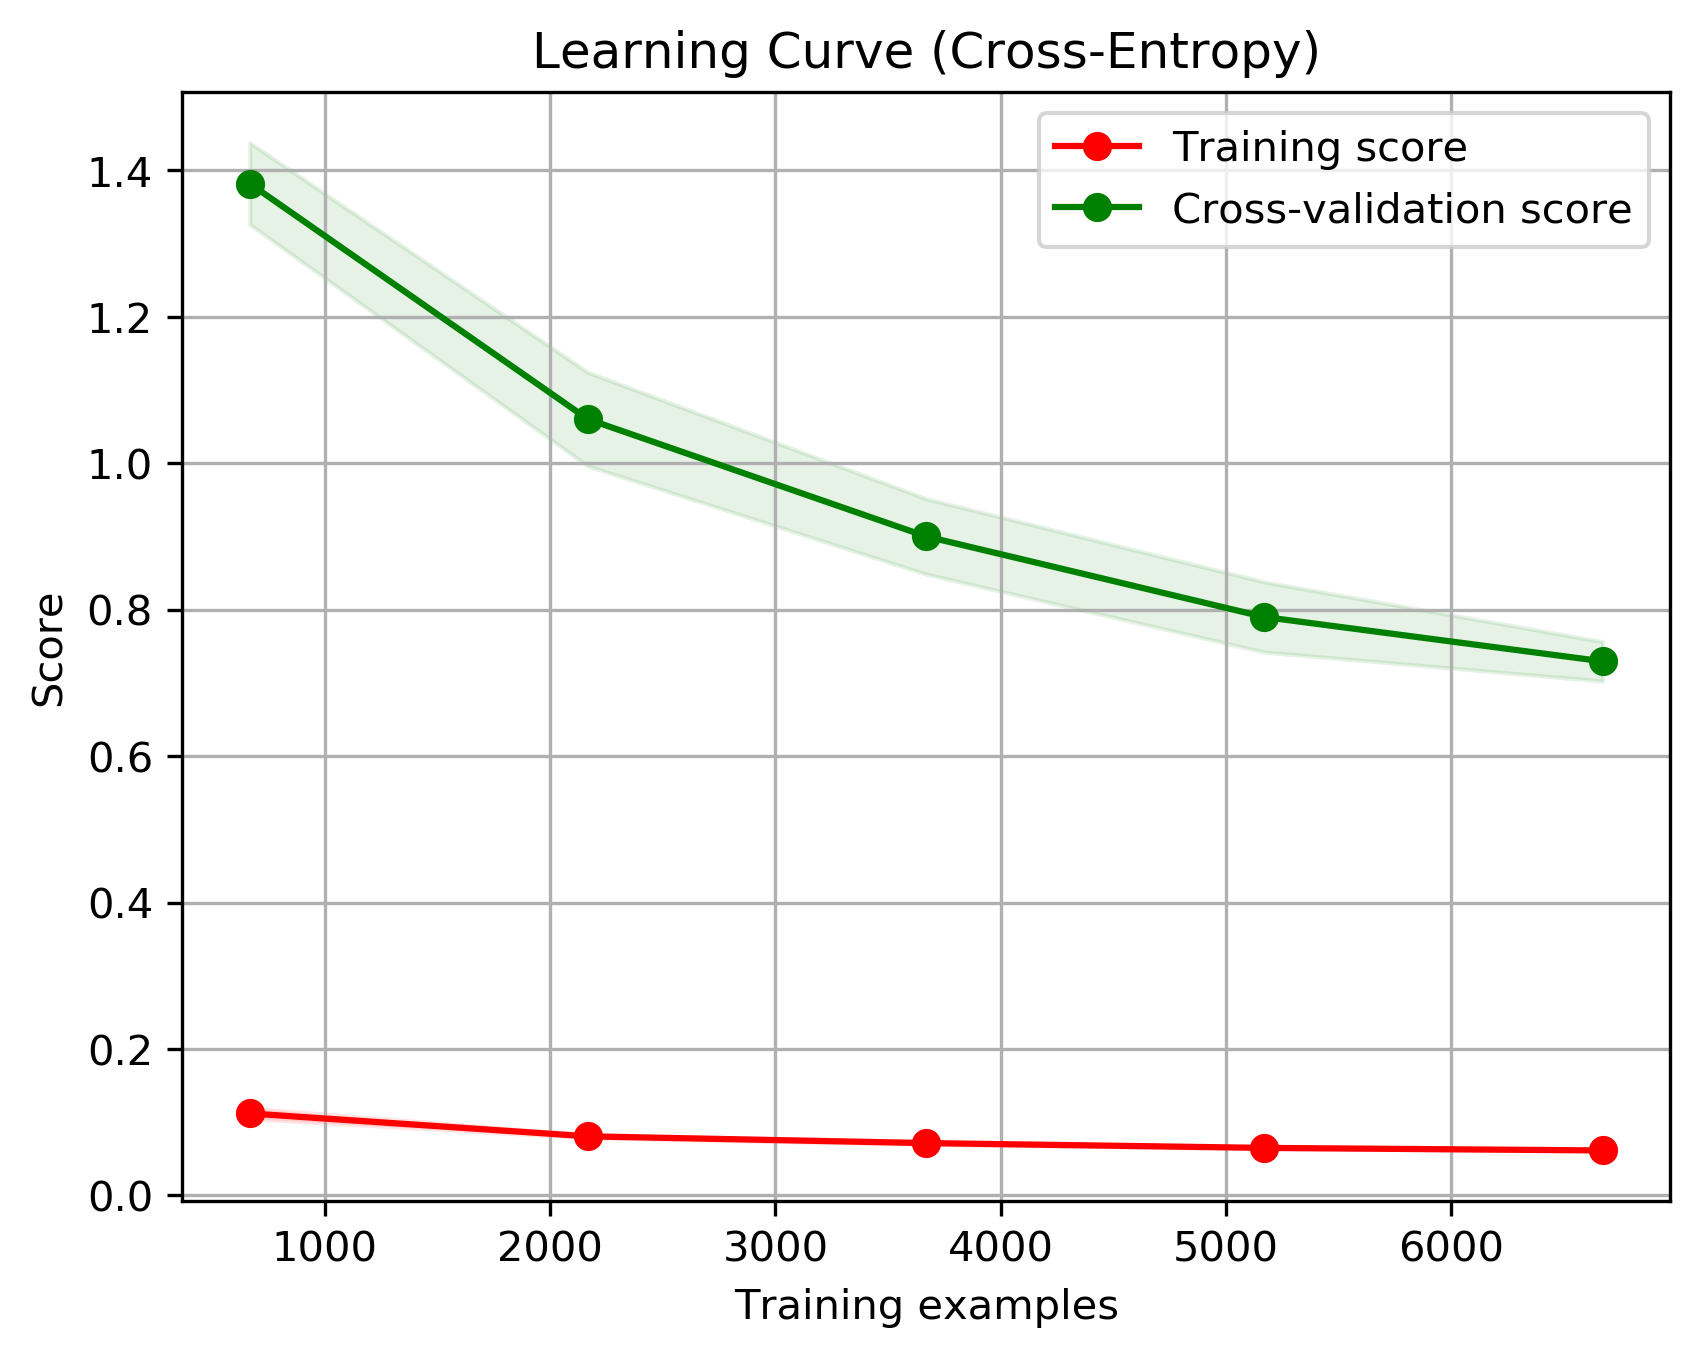 Learning Curve (Cross-Entropy)
Training score
Cross-validation score
1.4
1.2
1.0
0.8
0.6
0.4
0.2
0.0
Score
1000 2000 3000 4000 5000 6000
Training examples